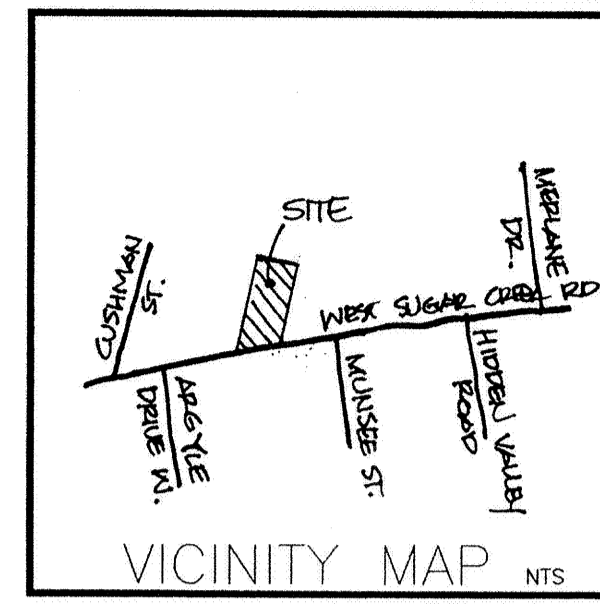 SITE
CUSHMAN
ST.
MERLANE
DR.
WEST SUGAR CREEK RD
ARGYLE
DRIVE W.
MUNSEE ST.
HIDDEN VALLEY
ROAD
VICINITY MAP NTS